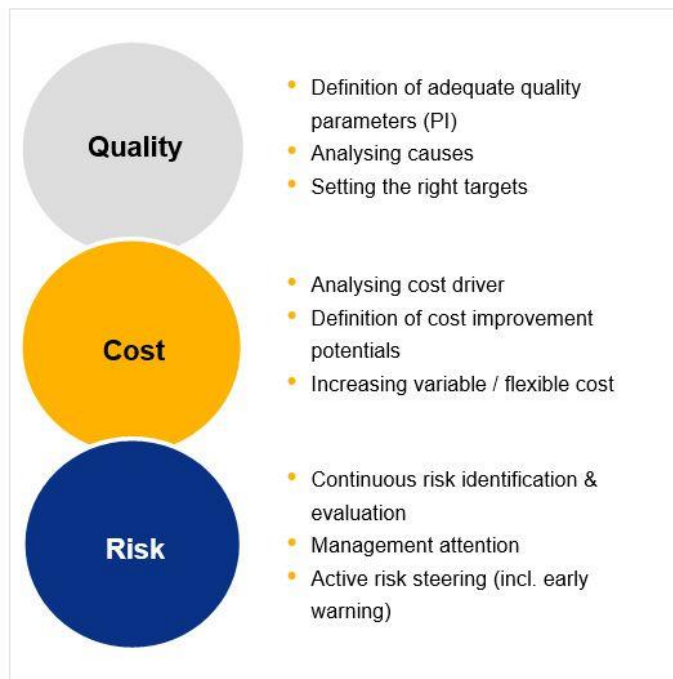 Quality
• Definition of adequate quality
parameters (PI)
• Analysing causes
• Setting the right targets
Cost
• Analysing cost driver
• Definition of cost improvement
potentials
• Increasing variable / flexible cost
Risk
• Continuous risk identification &
evaluation
• Management attention
• Active risk steering (incl. early
warning)